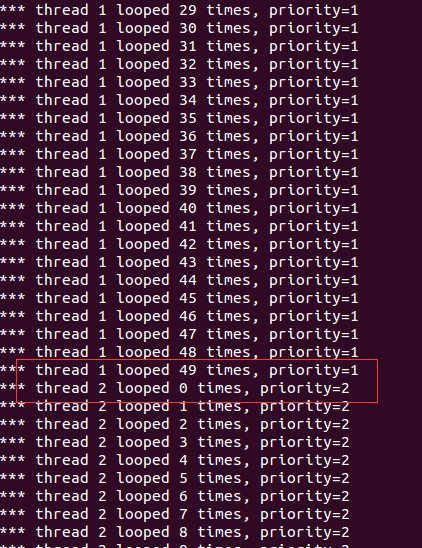 *** thread 1 looped 29 times, priority=1
*** thread 1 looped 30 times, priority=1
*** thread 1 looped 31 times, priority=1
*** thread 1 looped 32 times, priority=1
*** thread 1 looped 33 times, priority=1
*** thread 1 looped 34 times, priority=1
*** thread 1 looped 35 times, priority=1
*** thread 1 looped 36 times, priority=1
*** thread 1 looped 37 times, priority=1
*** thread 1 looped 38 times, priority=1
*** thread 1 looped 39 times, priority=1
*** thread 1 looped 40 times, priority=1
*** thread 1 looped 41 times, priority=1
*** thread 1 looped 42 times, priority=1
*** thread 1 looped 43 times, priority=1
*** thread 1 looped 44 times, priority=1
*** thread 1 looped 45 times, priority=1
*** thread 1 looped 46 times, priority=1
*** thread 1 looped 47 times, priority=1
*** thread 1 looped 48 times, priority=1
*** thread 1 looped 49 times, priority=1
*** thread 2 looped 0 times, priority=2
*** thread 2 looped 1 times, priority=2
*** thread 2 looped 2 times, priority=2
*** thread 2 looped 3 times, priority=2
*** thread 2 looped 4 times, priority=2
*** thread 2 looped 5 times, priority=2
*** thread 2 looped 6 times, priority=2
*** thread 2 looped 7 times, priority=2
*** thread 2 looped 8 times, priority=2